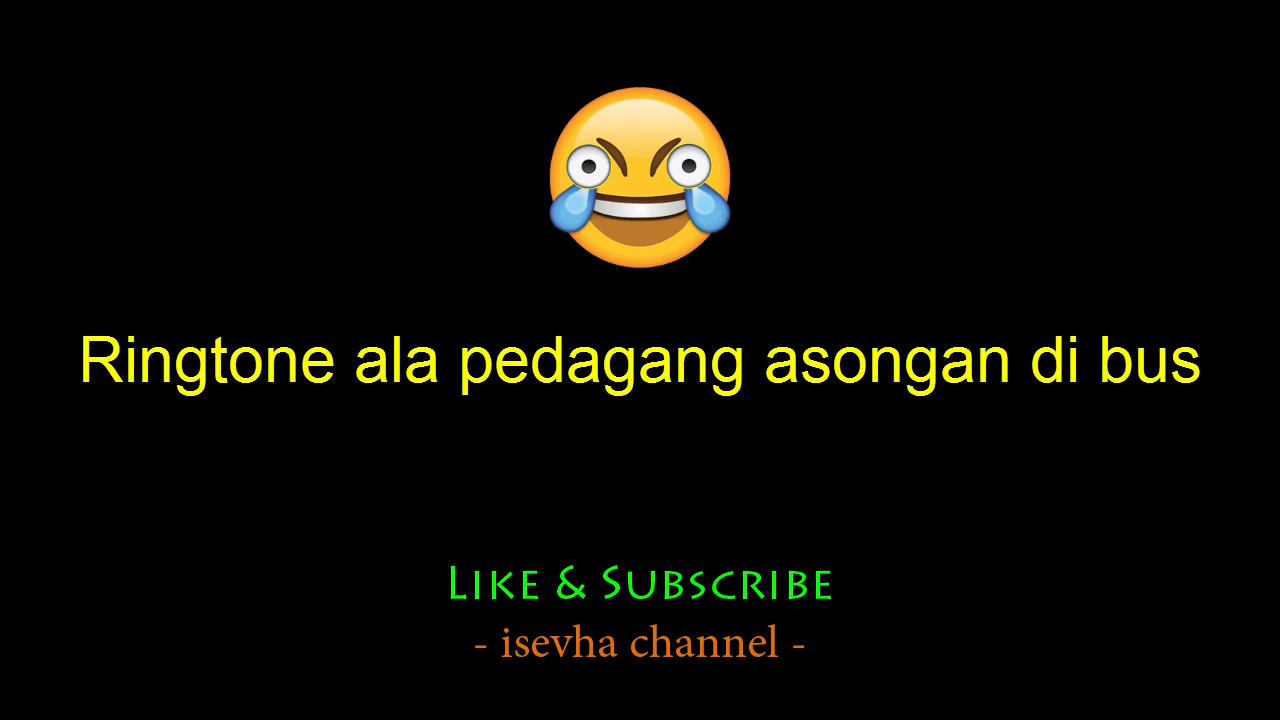 Ringtone ala pedagang asongan di bus
Like & Subscribe
- isevha channel -